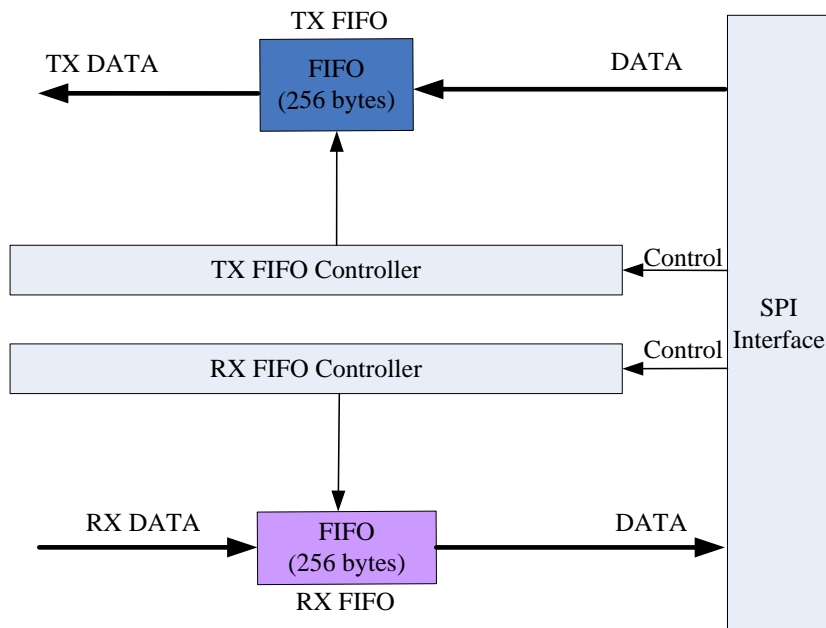 TX FIFO
TX DATA
FIFO
(256 bytes)
DATA
TX FIFO Controller
Control
SPI
Interface
RX FIFO Controller
Control
RX DATA
FIFO
(256 bytes)
DATA
RX FIFO